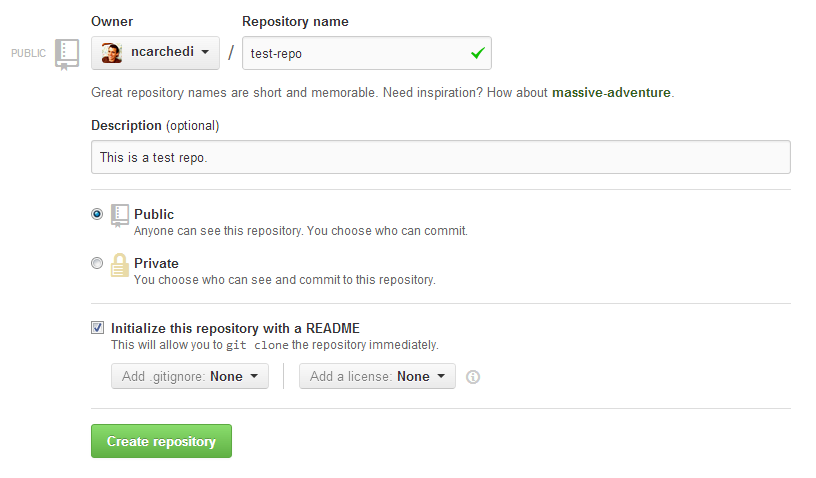 Owner Repository name
PUBLIC ncarchedi / test-repo
Great repository names are short and memorable. Need inspiration? How about massive-adventure.
Description (optional)
This is a test repo.
Public
Anyone can see this repository. You choose who can commit.
Private
You choose who can see and commit to this repository.
Initialize this repository with a README
This will allow you to git clone the repository immediately.
Add .gitignore: None Add a license: None
Create repository